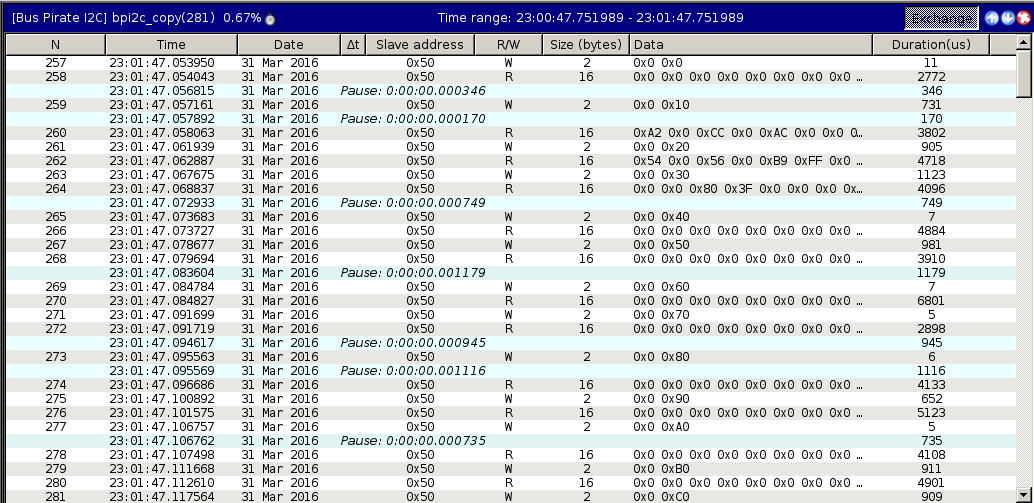 [Bus Pirate I2C] bpi2c_copy(281) 0.67% Time range: 23:00:47.751989 - 23:01:47.751989 Exchange
N Time Date Δt Slave address R/W Size (bytes) Data Duration(us)
257 23:01:47.053950 31 Mar 2016 0x50 W 2 0x0 0x0 11
258 23:01:47.054043 31 Mar 2016 0x50 R 16 0x0 0x0 0x0 0x0 0x0 0x0 0x0 0x0 … 2772
23:01:47.056815 31 Mar 2016 Pause: 0:00:00.000346 346
259 23:01:47.057161 31 Mar 2016 0x50 W 2 0x0 0x10 731
23:01:47.057892 31 Mar 2016 Pause: 0:00:00.000170 170
260 23:01:47.058063 31 Mar 2016 0x50 R 16 0xA2 0x0 0xCC 0x0 0xAC 0x0 0x0 0… 3802
261 23:01:47.061939 31 Mar 2016 0x50 W 2 0x0 0x20 905
262 23:01:47.062887 31 Mar 2016 0x50 R 16 0x54 0x0 0x56 0x0 0xB9 0xFF 0x0 … 4718
263 23:01:47.067675 31 Mar 2016 0x50 W 2 0x0 0x30 1123
264 23:01:47.068837 31 Mar 2016 0x50 R 16 0x0 0x0 0x80 0x3F 0x0 0x0 0x0 0x… 4096
23:01:47.072933 31 Mar 2016 Pause: 0:00:00.000749 749
265 23:01:47.073683 31 Mar 2016 0x50 W 2 0x0 0x40 7
266 23:01:47.073727 31 Mar 2016 0x50 R 16 0x0 0x0 0x0 0x0 0x0 0x0 0x0 0x0 … 4884
267 23:01:47.078677 31 Mar 2016 0x50 W 2 0x0 0x50 981
268 23:01:47.079694 31 Mar 2016 0x50 R 16 0x0 0x0 0x0 0x0 0x0 0x0 0x0 0x0 … 3910
23:01:47.083604 31 Mar 2016 Pause: 0:00:00.001179 1179
269 23:01:47.084784 31 Mar 2016 0x50 W 2 0x0 0x60 7
270 23:01:47.084827 31 Mar 2016 0x50 R 16 0x0 0x0 0x0 0x0 0x0 0x0 0x0 0x0 … 6801
271 23:01:47.091699 31 Mar 2016 0x50 W 2 0x0 0x70 5
272 23:01:47.091719 31 Mar 2016 0x50 R 16 0x0 0x0 0x0 0x0 0x0 0x0 0x0 0x0 … 2898
23:01:47.094617 31 Mar 2016 Pause: 0:00:00.000945 945
273 23:01:47.095563 31 Mar 2016 0x50 W 2 0x0 0x80 6
23:01:47.095569 31 Mar 2016 Pause: 0:00:00.001116 1116
274 23:01:47.096686 31 Mar 2016 0x50 R 16 0x0 0x0 0x0 0x0 0x0 0x0 0x0 0x0 … 4133
275 23:01:47.100892 31 Mar 2016 0x50 W 2 0x0 0x90 652
276 23:01:47.101575 31 Mar 2016 0x50 R 16 0x0 0x0 0x0 0x0 0x0 0x0 0x0 0x0 … 5123
277 23:01:47.106757 31 Mar 2016 0x50 W 2 0x0 0xA0 5
23:01:47.106762 31 Mar 2016 Pause: 0:00:00.000735 735
278 23:01:47.107498 31 Mar 2016 0x50 R 16 0x0 0x0 0x0 0x0 0x0 0x0 0x0 0x0 … 4108
279 23:01:47.111668 31 Mar 2016 0x50 W 2 0x0 0xB0 911
280 23:01:47.112610 31 Mar 2016 0x50 R 16 0x0 0x0 0x0 0x0 0x0 0x0 0x0 0x0 … 4901
281 23:01:47.117564 31 Mar 2016 0x50 W 2 0x0 0xC0 909